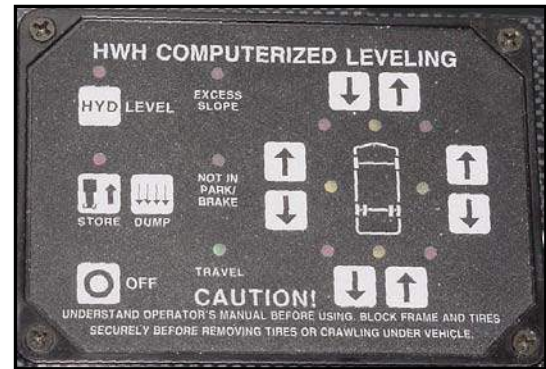 HWH COMPUTERIZED LEVELING
HYD LEVEL
EXCESS
SLOPE
NOT IN
PARK/
BRAKE
STORE DUMP
TRAVEL
OFF
CAUTION!
UNDERSTAND OPERATOR'S MANUAL BEFORE USING. BLOCK FRAME AND TIRES
SECURELY BEFORE REMOVING TIRES OR CRAWLING UNDER VEHICLE.